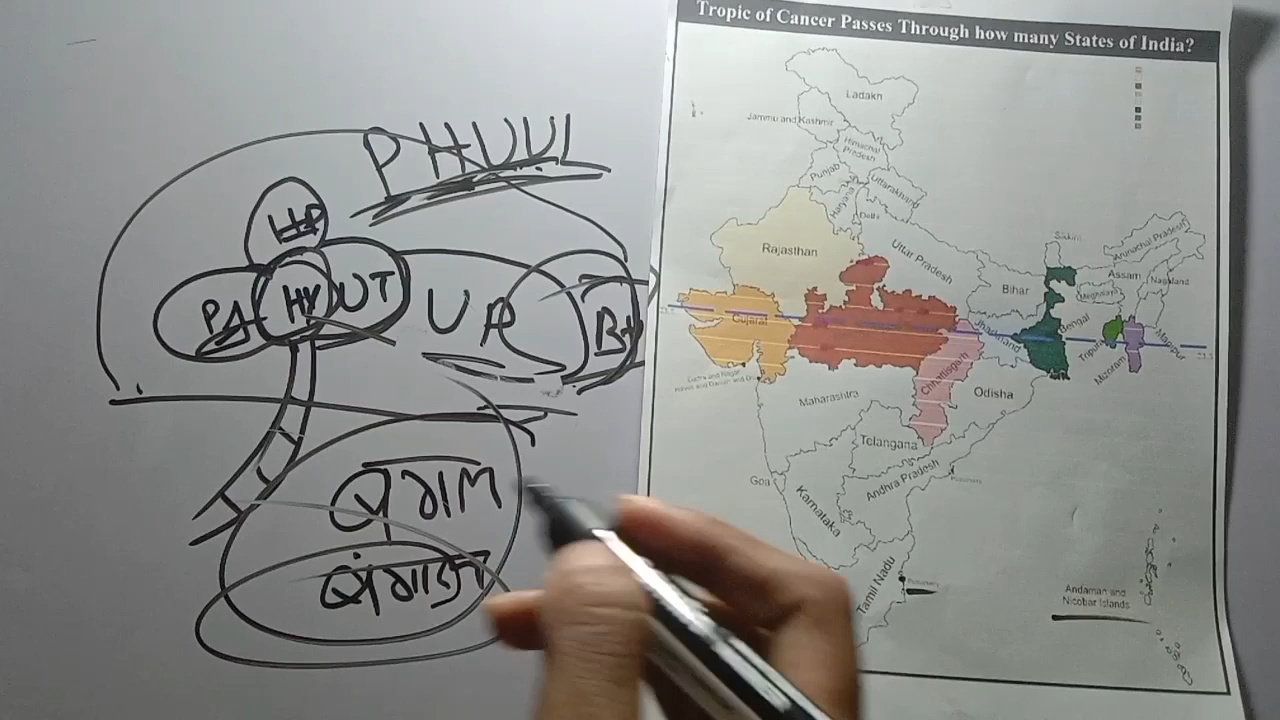 PHUUL
HP
PA HY UT UP BH
बगम
बंगाल
Tropic of Cancer Passes Through how many States of India?
Ladakh
Jammu and Kashmir
Himachal Pradesh
Punjab
Uttarakhand
Haryana
Delhi
Rajasthan
Uttar Pradesh
Sikkim
Arunachal Pradesh
Assam
Nagaland
Bihar
Meghalaya
Gujarat
Jharkhand
Bengal
Tripura
Mizoram
Manipur
Chhattisgarh
Odisha
Maharashtra
Telangana
Andhra Pradesh
Goa
Karnataka
Tamil Nadu
Andaman and
Nicobar Islands